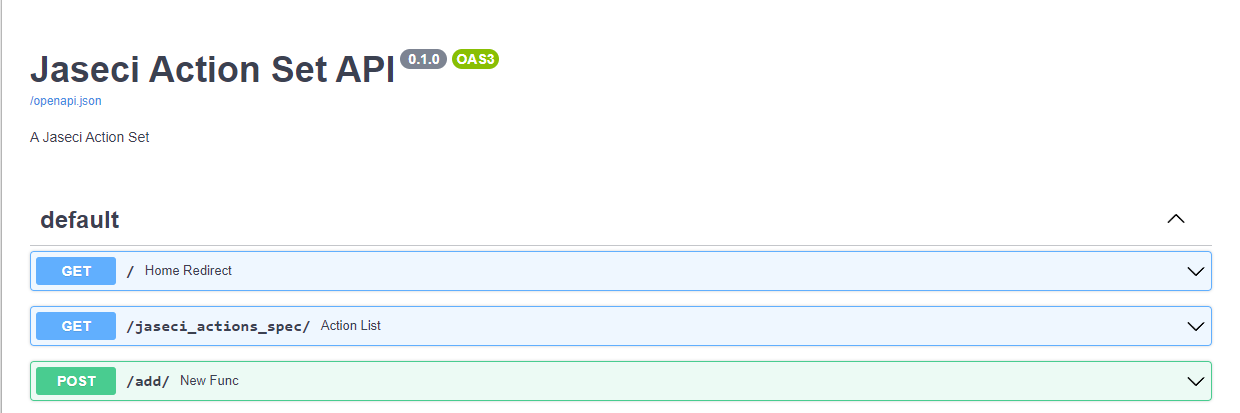 Jaseci Action Set API 0.1.0 OAS3
/openapi.json
A Jaseci Action Set
default
GET / Home Redirect
GET /jaseci_actions_spec/ Action List
POST /add/ New Func